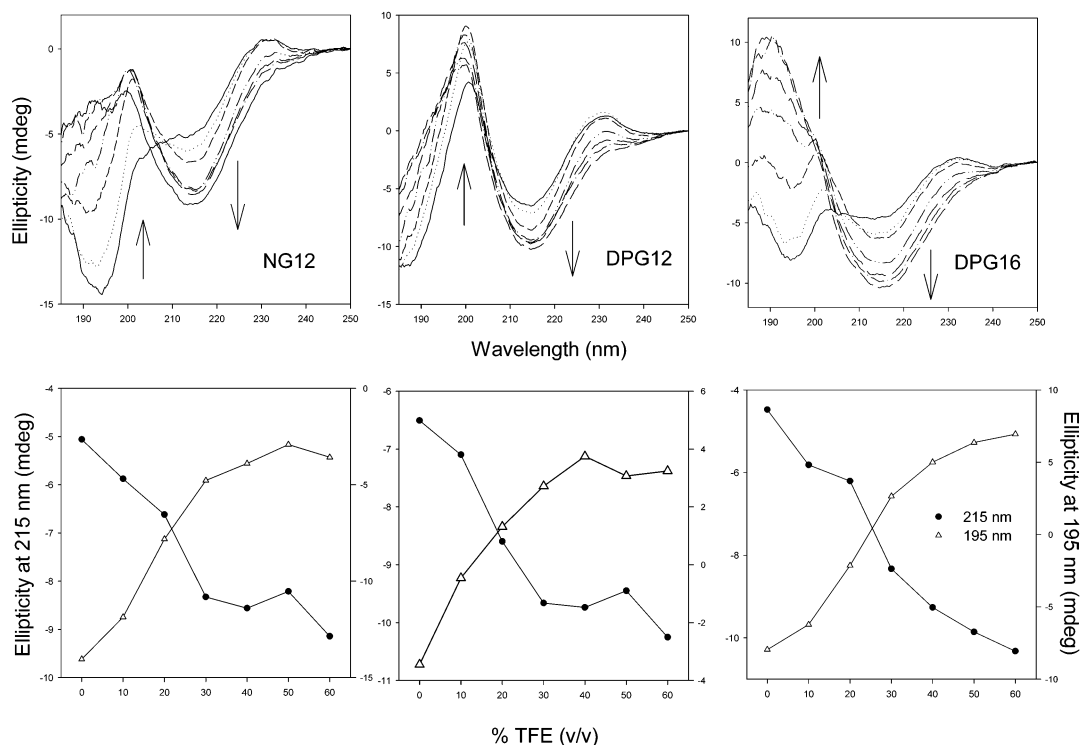 Ellipticity (mdeg)
0
-5
-10
-15
190 200 210 220 230 240 250
NG12
10
5
0
-5
-10
-15
190 200 210 220 230 240 250
DPG12
10
5
0
-5
-10
190 200 210 220 230 240 250
DPG16
Wavelength (nm)
Ellipticity at 215 nm (mdeg)
-4
-5
-6
-7
-8
-9
-10
0
-5
-10
-15
0 10 20 30 40 50 60
-6
-7
-8
-9
-10
-11
6
4
2
0
-2
-4
0 10 20 30 40 50 60
-4
-6
-8
-10
10
5
0
-5
-10
0 10 20 30 40 50 60
215 nm
195 nm
Ellipticity at 195 nm (mdeg)
% TFE (v/v)